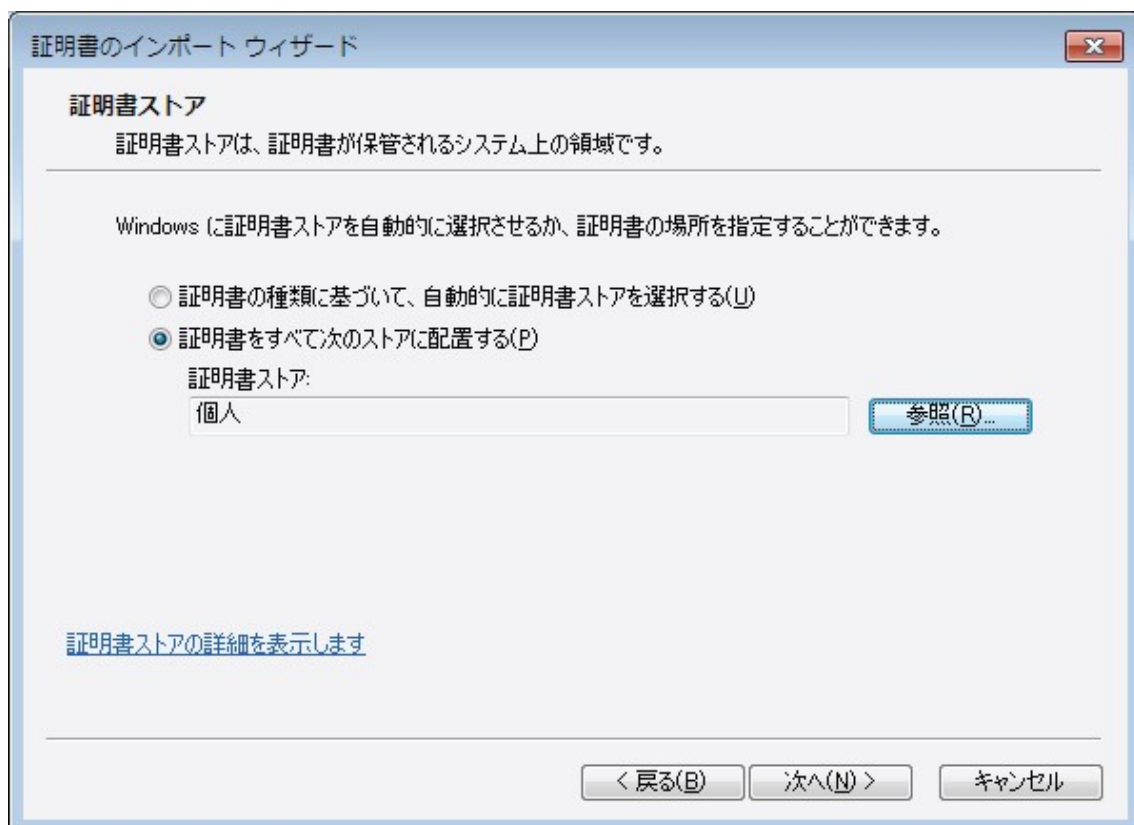 証明書のインポート ウィザード
証明書ストア
証明書ストアは、証明書が保管されるシステム上の領域です。
Windows に証明書ストアを自動的に選択させるか、証明書の場所を指定することができます。
証明書の種類に基づいて、自動的に証明書ストアを選択する(U)
証明書をすべて次のストアに配置する(P)
証明書ストア:
個人
参照(R)...
証明書ストアの詳細を表示します
< 戻る(B)
次へ(N) >
キャンセル